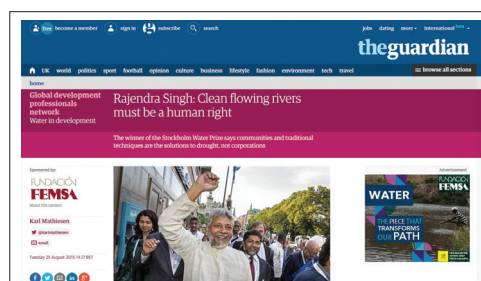 free become a member sign in subscribe search jobs dating more international beta
theguardian
UK world politics sport football opinion culture business lifestyle fashion environment tech travel browse all sections
home
Global development
professionals
network
Water in development
Rajendra Singh: Clean flowing rivers
must be a human right
The winner of the Stockholm Water Prize says communities and traditional
techniques are the solutions to drought, not corporations
Sponsored by:
FUNDACIÓN
FEMSA
About this content
Karl Mathiesen
@karlmathiesen
email
Tuesday 25 August 2015 14.17 BST
Advertisement
FUNDACIÓN
FEMSA
WATER
THE PIECE THAT
TRANSFORMS
OUR PATH